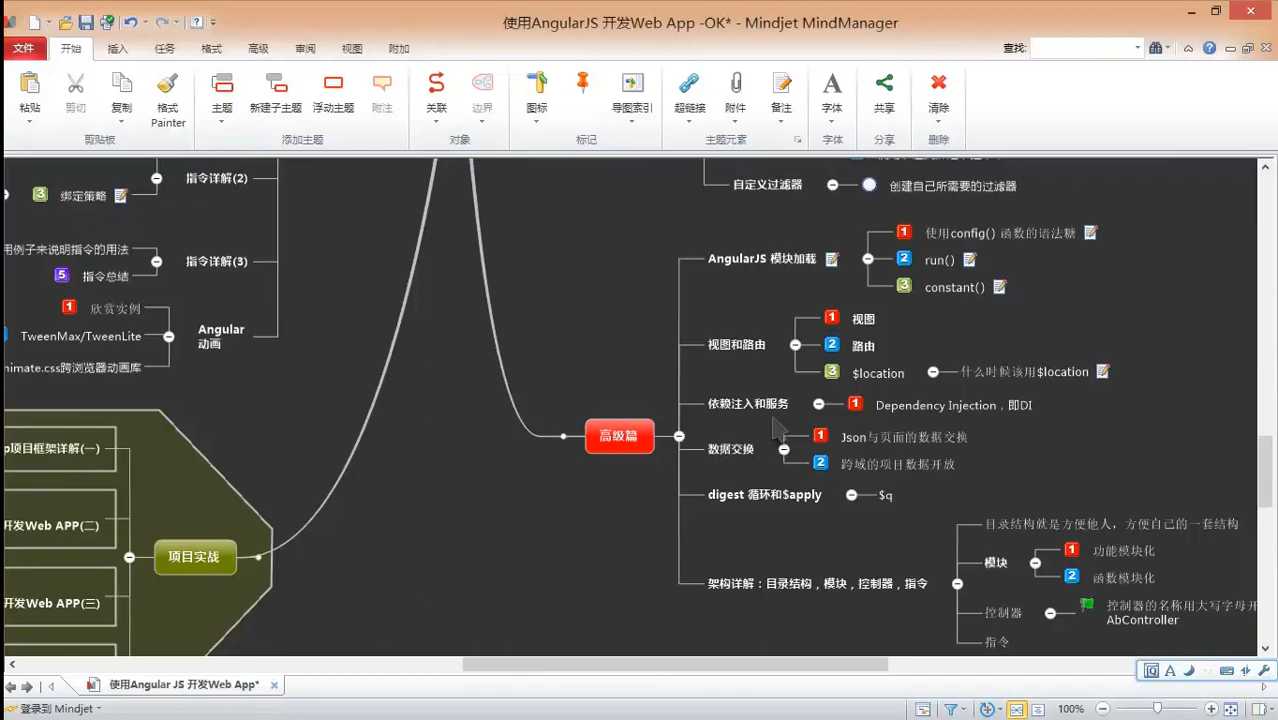 使用AngularJS 开发Web App -OK* - Mindjet MindManager
文件 开始 插入 任务 格式 高级 审阅 视图 附加
查找:
粘贴 剪切 复制 格式 Painter
主题 新建子主题 浮动主题 附注
关联 边界
图标 导图索引
超链接 附件 备注
字体
共享
清除
剪贴板 添加主题 对象 标记 主题元素 字体 分享 删除
指令详解(2)
3 绑定策略
用例子来说明指令的用法
指令详解(3)
5 指令总结
1 欣赏实例
TweenMax/TweenLite
Angular
动画
nimate.css跨浏览器动画库
p项目框架详解(一)
开发Web APP(二)
项目实战
开发Web APP(三)
自定义过滤器
创建自己所需要的过滤器
AngularJS 模块加载
1 使用config() 函数的语法糖
2 run()
3 constant()
视图和路由
1 视图
2 路由
3 $location
什么时候该用$location
依赖注入和服务
1 Dependency Injection，即DI
高级篇
数据交换
1 Json与页面的数据交换
2 跨域的项目数据开放
digest 循环和$apply
$q
架构详解：目录结构，模块，控制器，指令
目录结构就是方便他人，方便自己的一套结构
模块
1 功能模块化
2 函数模块化
控制器
控制器的名称用大写字母开
AbController
指令
使用Angular JS 开发Web App*
登录到 Mindjet
100%